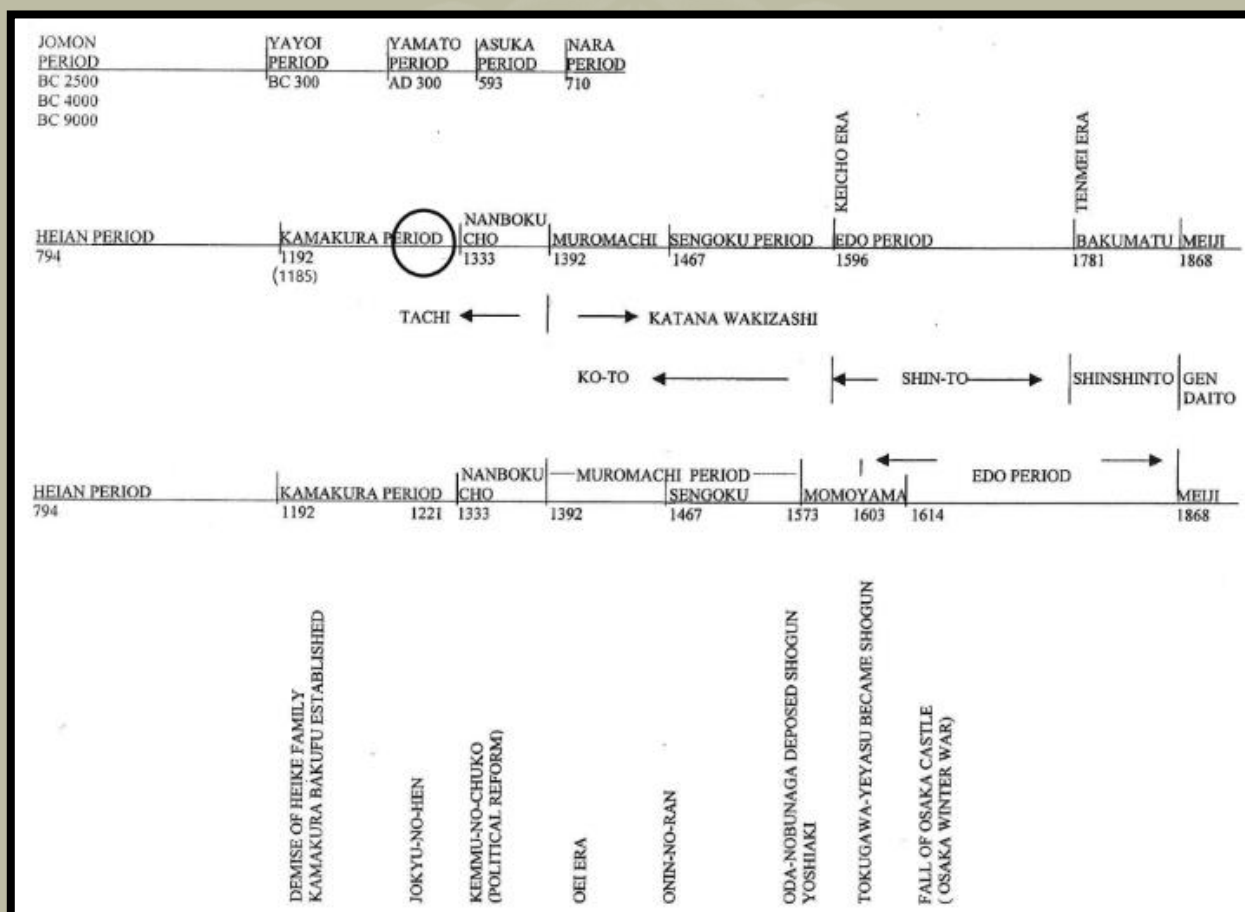 JOMON
PERIOD
YAYOI
PERIOD
YAMATO
PERIOD
ASUKA
PERIOD
NARA
PERIOD
BC 2500
BC 4000
BC 9000
BC 300
AD 300
593
710
KEICHO ERA
TENMEI ERA
HEIAN PERIOD
KAMAKURA PERIOD
NANBOKU
CHO
MUROMACHI
SENGOKU PERIOD
EDO PERIOD
BAKUMATU
MEIJI
794
1192
(1185)
1333
1392
1467
1596
1781
1868
TACHI
KATANA WAKIZASHI
KO-TO
SHIN-TO
SHINSHINTO
GEN
DAITO
HEIAN PERIOD
KAMAKURA PERIOD
NANBOKU
CHO
MUROMACHI PERIOD
SENGOKU
MOMOYAMA
EDO PERIOD
MEIJI
794
1192
1221
1333
1392
1467
1573
1603
1614
1868
DEMISE OF HEIKE FAMILY
KAMAKURA BAKUFU ESTABLISHED
JOKYU-NO-HEN
KEMMU-NO-CHUKO
(POLITICAL REFORM)
OEI ERA
ONIN-NO-RAN
ODA-NOBUNAGA DEPOSED SHOGUN
YOSHIAKI
TOKUGAWA-YEYASU BECAME SHOGUN
FALL OF OSAKA CASTLE
( OSAKA WINTER WAR)